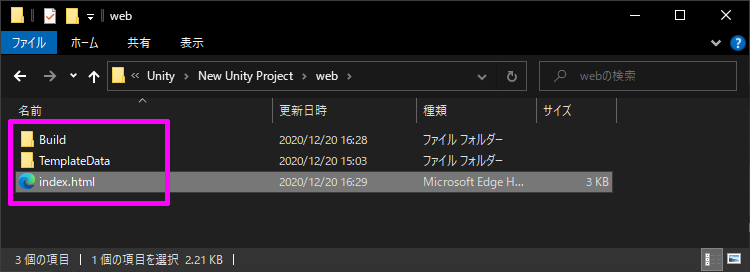 web
ファイル ホーム 共有 表示
Unity New Unity Project web webの検索
名前 更新日時 種類 サイズ
Build 2020/12/20 16:28 ファイル フォルダー
TemplateData 2020/12/20 15:03 ファイル フォルダー
index.html 2020/12/20 16:29 Microsoft Edge H... 3 KB
3 個の項目 1 個の項目を選択 2.21 KB